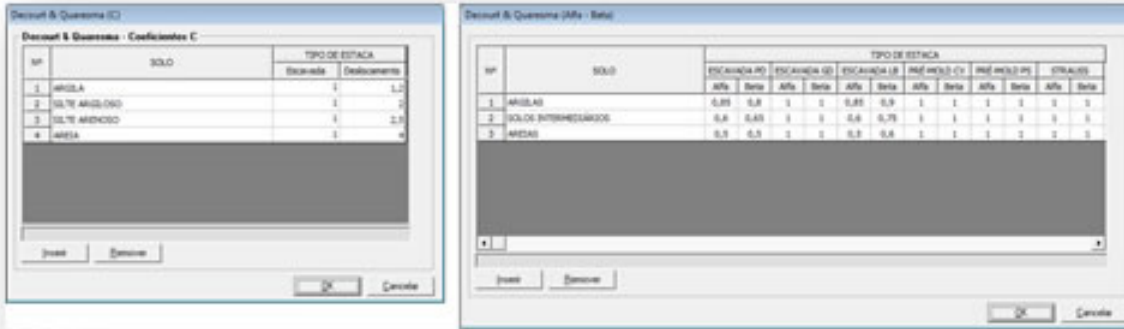 Decourt & Quaresma (C)
Decourt & Quaresma - Coeficientes C
Nº SOLO TIPO DE ESTACA
Escavada Deslocamento
1 ARGILA 1 1,2
2 SILTE ARGILOSO 1 2
3 SILTE ARENOSO 1 2,5
4 AREIA 1 4
Inserir Remover
OK Cancelar
Decourt & Quaresma (Alfa - Beta)
Nº SOLO TIPO DE ESTACA
ESCAVADA PD ESCAVADA GD ESCAVADA LB PRÉ-MOLD CV PRÉ-MOLD PS STRAUSS
Alfa Beta Alfa Beta Alfa Beta Alfa Beta Alfa Beta Alfa Beta
1 ARGILAS 0,85 0,8 1 1 0,85 0,9 1 1 1 1 1 1
2 SOLOS INTERMEDIÁRIOS 0,6 0,65 1 1 0,6 0,75 1 1 1 1 1 1
3 AREIAS 0,5 0,5 1 1 0,5 0,6 1 1 1 1 1 1
Inserir Remover
OK Cancelar